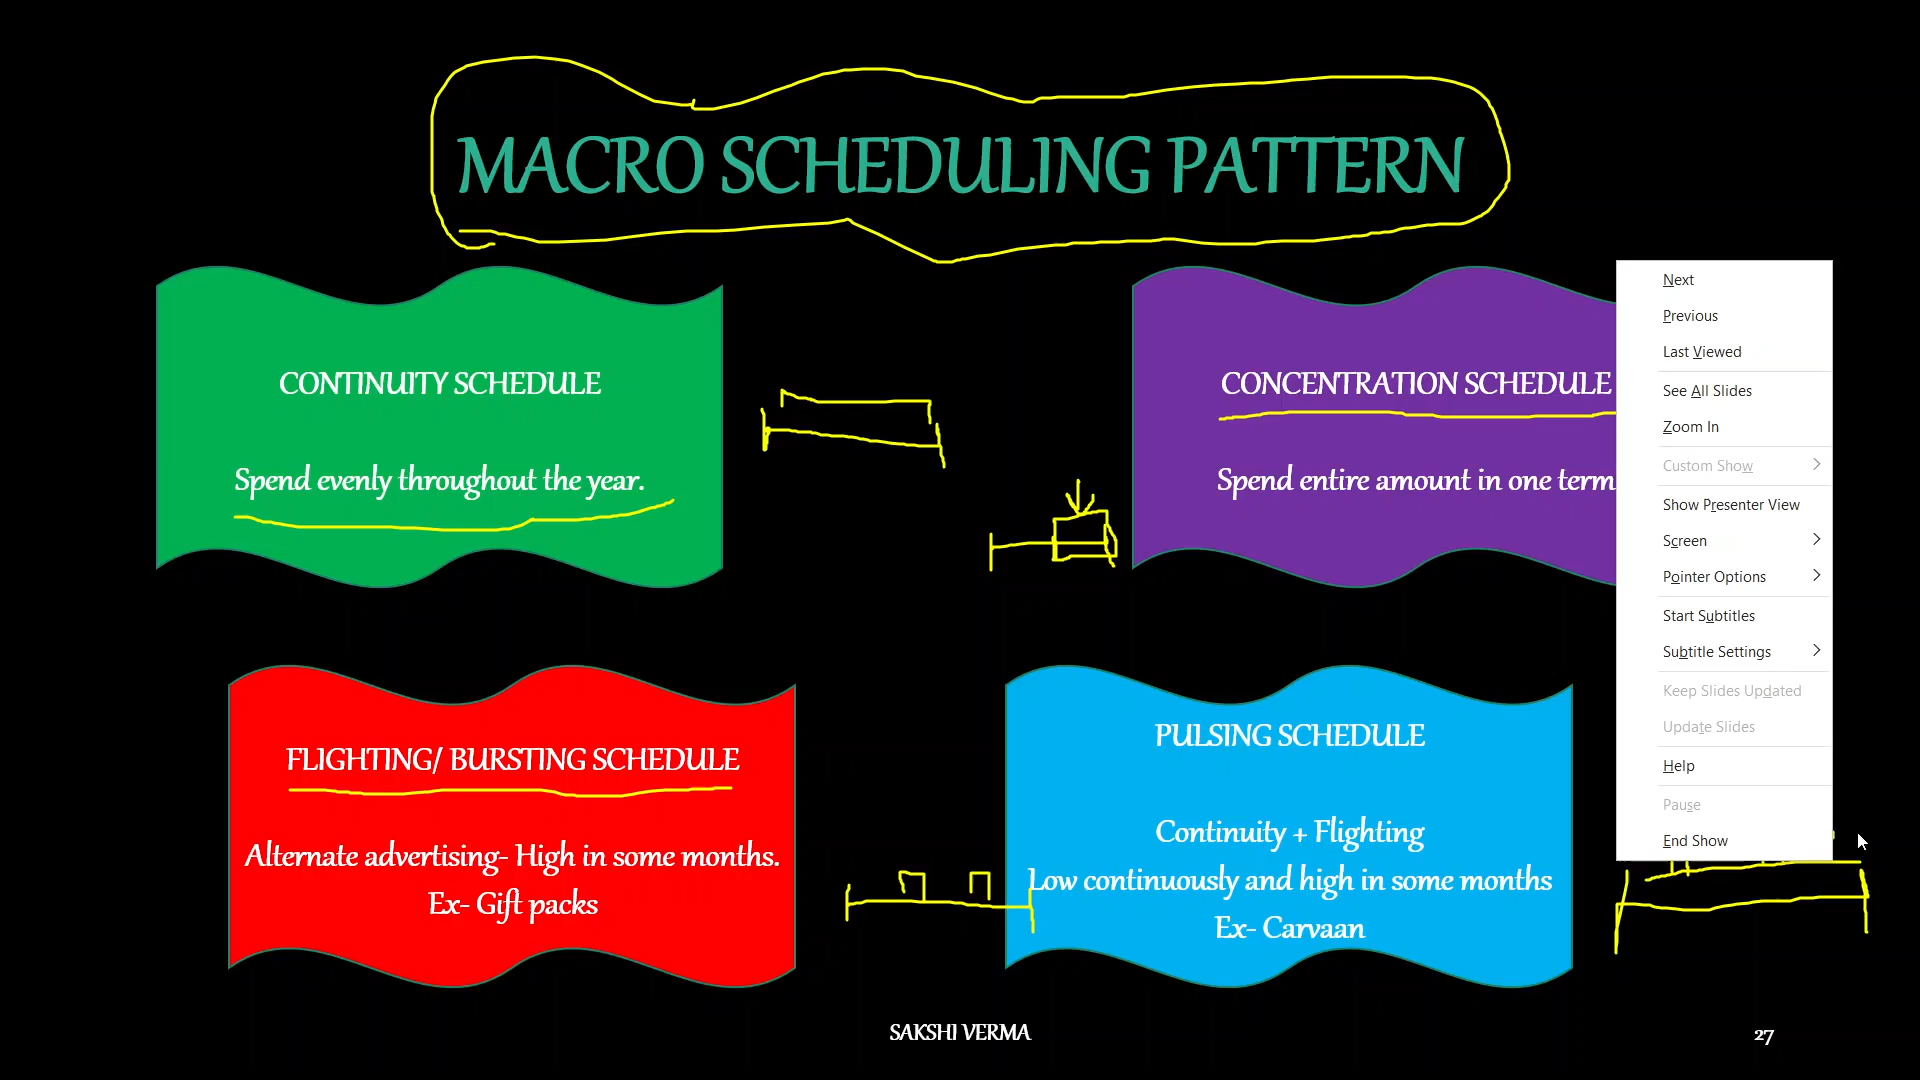 MACRO SCHEDULING PATTERN
CONTINUITY SCHEDULE
Spend evenly throughout the year.
CONCENTRATION SCHEDULE
Spend entire amount in one term
FLIGHTING/ BURSTING SCHEDULE
Alternate advertising- High in some months.
Ex- Gift packs
PULSING SCHEDULE
Continuity + Flighting
Low continuously and high in some months
Ex- Carvaan
Next
Previous
Last Viewed
See All Slides
Zoom In
Custom Show
Show Presenter View
Screen
Pointer Options
Start Subtitles
Subtitle Settings
Keep Slides Updated
Update Slides
Help
Pause
End Show
SAKSHI VERMA
27